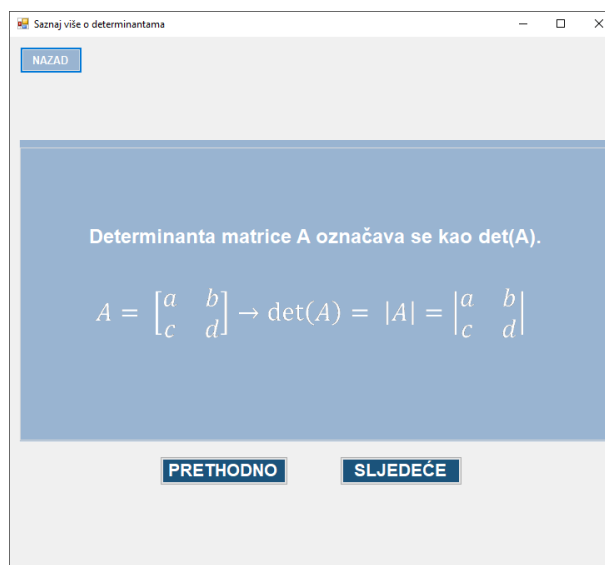 Saznaj više o determinantama
NAZAD
Determinanta matrice A označava se kao det(A).
A = [a b c d] → det(A) = |A| = |a b c d|
PRETHODNO
SLJEDEĆE